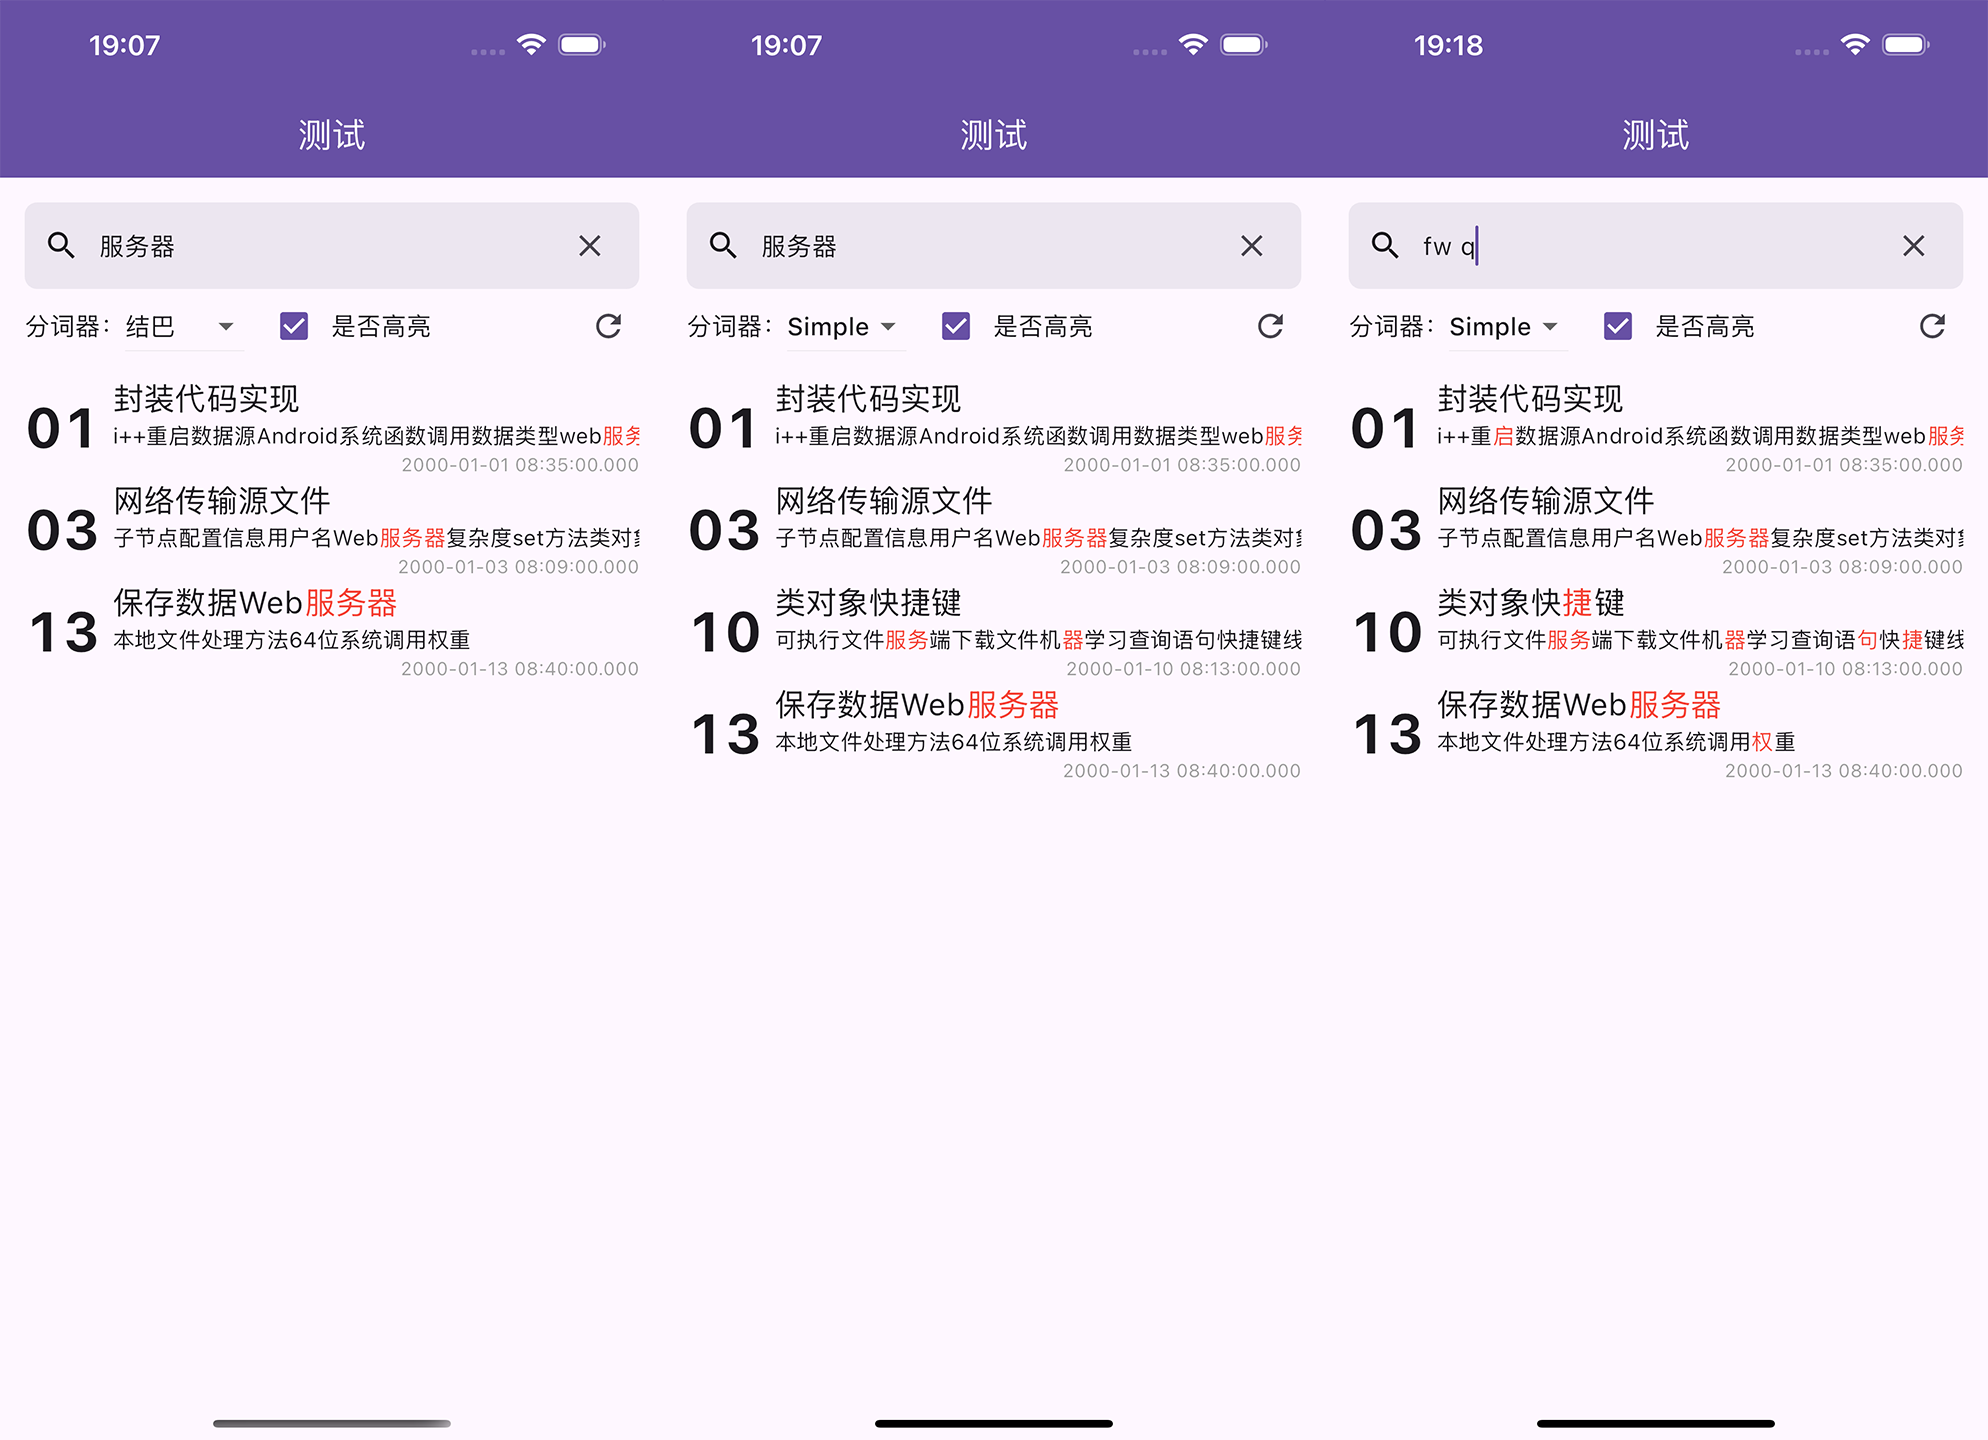 19:07
测试
服务器
分词器： 结巴 是否高亮
01
封装代码实现
i++重启数据源Android系统函数调用数据类型web服务
2000-01-01 08:35:00.000
03
网络传输源文件
子节点配置信息用户名Web服务器复杂度set方法类对
2000-01-03 08:09:00.000
13
保存数据Web服务器
本地文件处理方法64位系统调用权重
2000-01-13 08:40:00.000
19:07
测试
服务器
分词器： Simple 是否高亮
01
封装代码实现
i++重启数据源Android系统函数调用数据类型web服务
2000-01-01 08:35:00.000
03
网络传输源文件
子节点配置信息用户名Web服务器复杂度set方法类对
2000-01-03 08:09:00.000
10
类对象快捷键
可执行文件服务端下载文件机器学习查询语句快捷键线
2000-01-10 08:13:00.000
13
保存数据Web服务器
本地文件处理方法64位系统调用权重
2000-01-13 08:40:00.000
19:18
测试
fw q
分词器： Simple 是否高亮
01
封装代码实现
i++重启数据源Android系统函数调用数据类型web服务
2000-01-01 08:35:00.000
03
网络传输源文件
子节点配置信息用户名Web服务器复杂度set方法类对
2000-01-03 08:09:00.000
10
类对象快捷键
可执行文件服务端下载文件机器学习查询语句快捷键线
2000-01-10 08:13:00.000
13
保存数据Web服务器
本地文件处理方法64位系统调用权重
2000-01-13 08:40:00.000